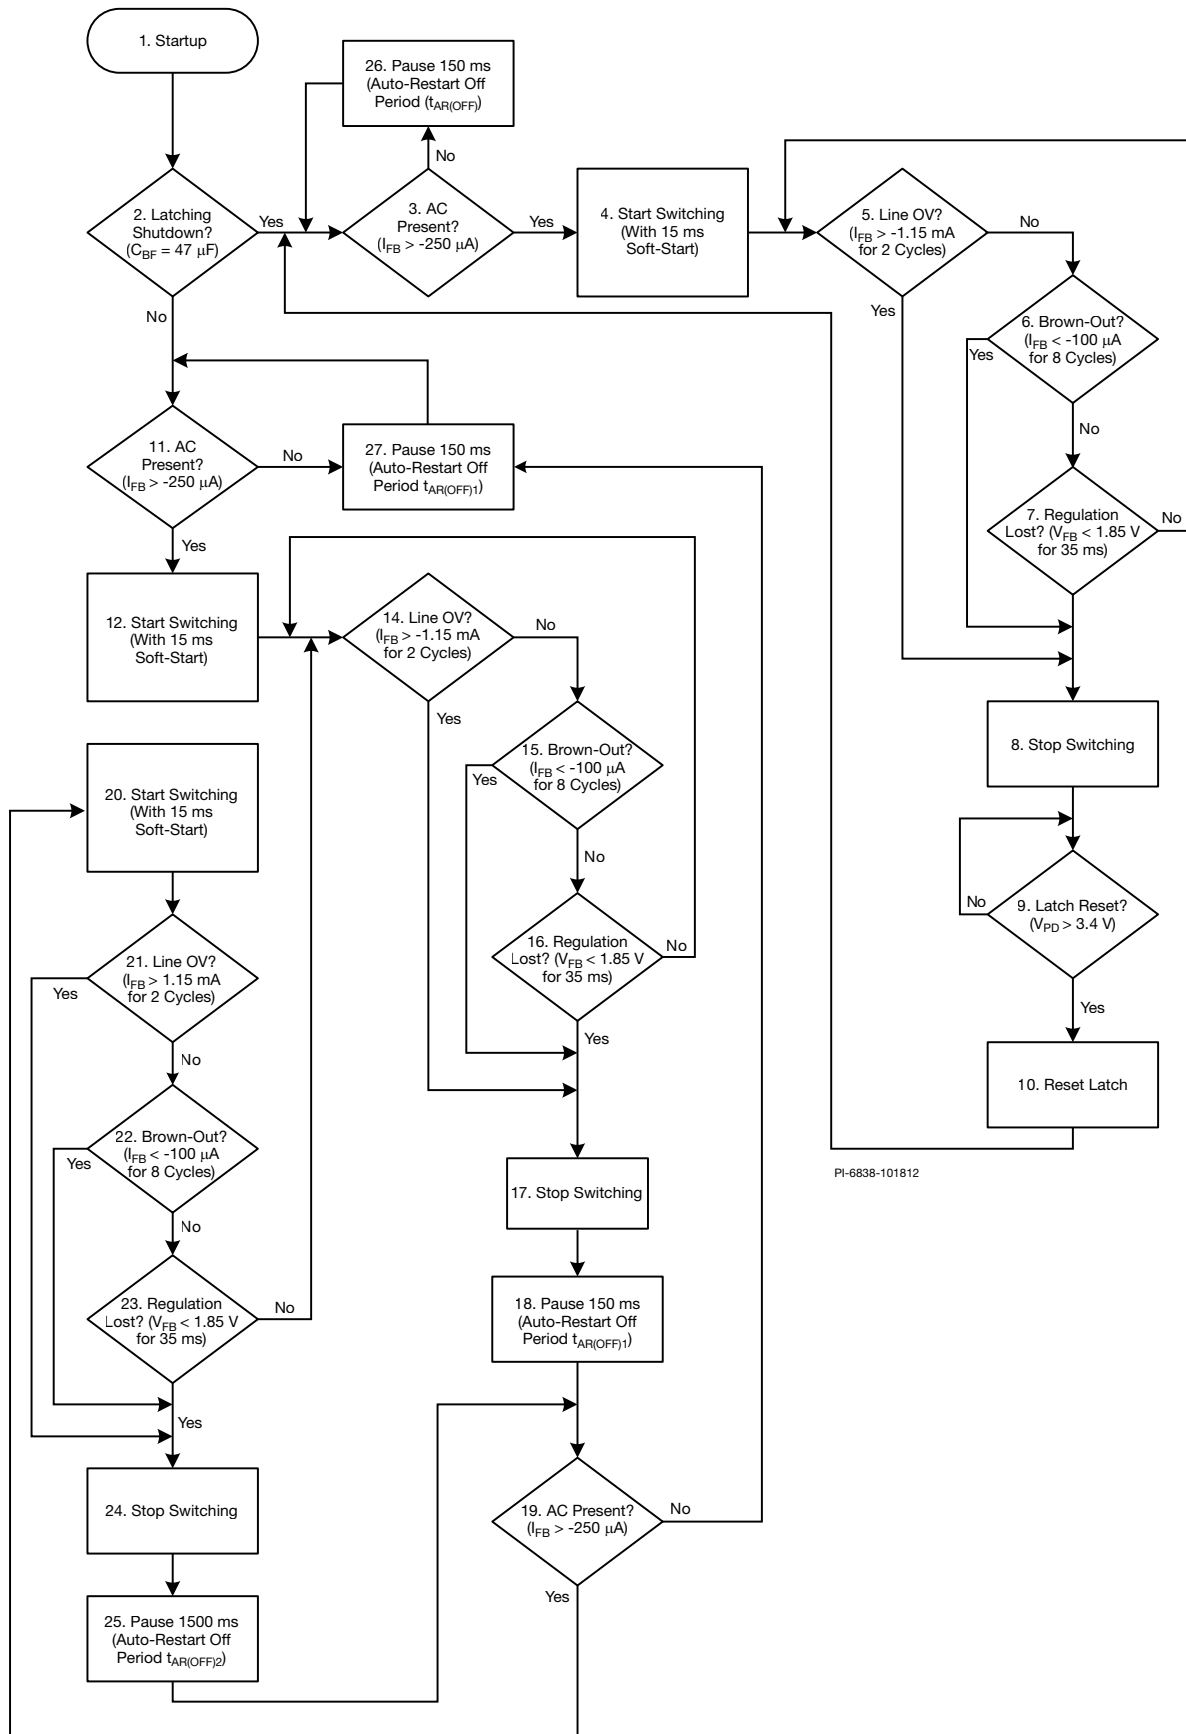 1. Startup
26. Pause 150 ms
(Auto-Restart Off
Period (tAR(OFF))
No
2. Latching
Shutdown?
(CBF = 47 µF)
Yes
3. AC
Present?
(IFB > -250 µA)
Yes
4. Start Switching
(With 15 ms
Soft-Start)
5. Line OV?
(IFB > -1.15 mA
for 2 Cycles)
No
Yes
No
6. Brown-Out?
(IFB < -100 µA
for 8 Cycles)
Yes
No
11. AC
Present?
(IFB > -250 µA)
No
27. Pause 150 ms
(Auto-Restart Off
Period tAR(OFF)1)
7. Regulation
Lost? (VFB < 1.85 V
for 35 ms)
No
Yes
Yes
12. Start Switching
(With 15 ms
Soft-Start)
14. Line OV?
(IFB > -1.15 mA
for 2 Cycles)
No
Yes
8. Stop Switching
15. Brown-Out?
(IFB < -100 µA
for 8 Cycles)
Yes
No
20. Start Switching
(With 15 ms
Soft-Start)
9. Latch Reset?
(VPD > 3.4 V)
No
Yes
16. Regulation
Lost? (VFB < 1.85 V
for 35 ms)
No
Yes
21. Line OV?
(IFB > 1.15 mA
for 2 Cycles)
Yes
No
10. Reset Latch
22. Brown-Out?
(IFB < -100 µA
for 8 Cycles)
Yes
No
PI-6838-101812
17. Stop Switching
23. Regulation
Lost? (VFB < 1.85 V
for 35 ms)
No
Yes
18. Pause 150 ms
(Auto-Restart Off
Period tAR(OFF)1)
24. Stop Switching
19. AC Present?
(IFB > -250 µA)
No
Yes
25. Pause 1500 ms
(Auto-Restart Off
Period tAR(OFF)2)